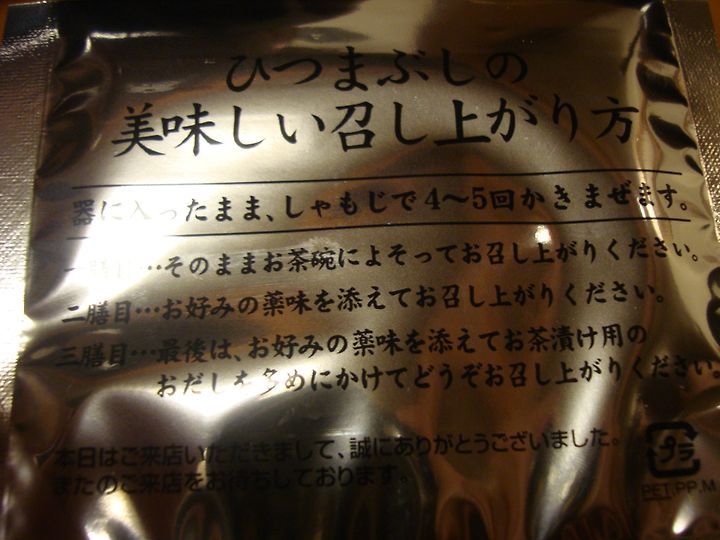 ひつまぶしの
美味しい召し上がり方
器に入ったまま、しゃもじで4〜5回かきまぜます。
一膳目…そのままお茶碗によそってお召し上がりください。
二膳目…お好みの薬味を添えてお召し上がりください。
三膳目…最後は、お好みの薬味を添えてお茶漬け用の
おだしを多めにかけてどうぞお召し上がりください。
本日はご来店いただきまして、誠にありがとうございました。
またのご来店をお待ちしております。
プラ
PET,PP,M